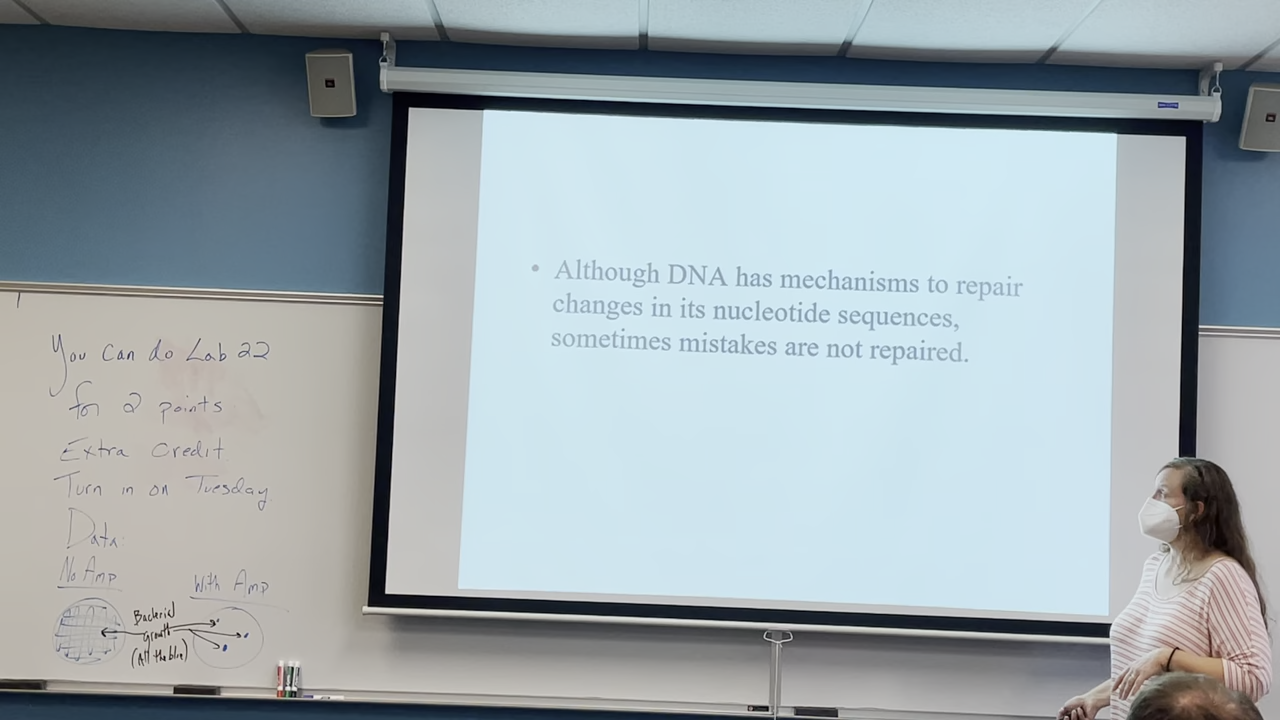 You can do Lab 22
for 2 points
Extra Credit
Turn in on Tuesday.
Data:
No Amp
With Amp
Bacterial
growth
(All the blue)
• Although DNA has mechanisms to repair
changes in its nucleotide sequences,
sometimes mistakes are not repaired.